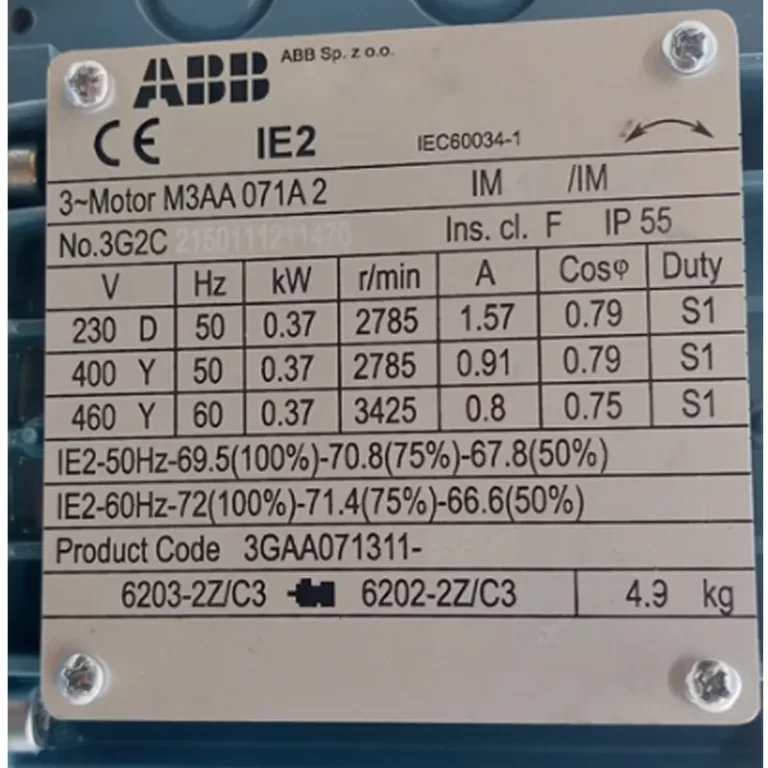 ABB ABB Sp. z o.o.
CE IE2 IEC60034-1
3~Motor M3AA 071A 2 IM /IM
No.3G2C Ins. cl. F IP 55
V Hz kW r/min A Cosφ Duty
230 D 50 0.37 2785 1.57 0.79 S1
400 Y 50 0.37 2785 0.91 0.79 S1
460 Y 60 0.37 3425 0.8 0.75 S1
IE2-50Hz-69.5(100%)-70.8(75%)-67.8(50%)
IE2-60Hz-72(100%)-71.4(75%)-66.6(50%)
Product Code 3GAA071311-
6203-2Z/C3 6202-2Z/C3 4.9 kg